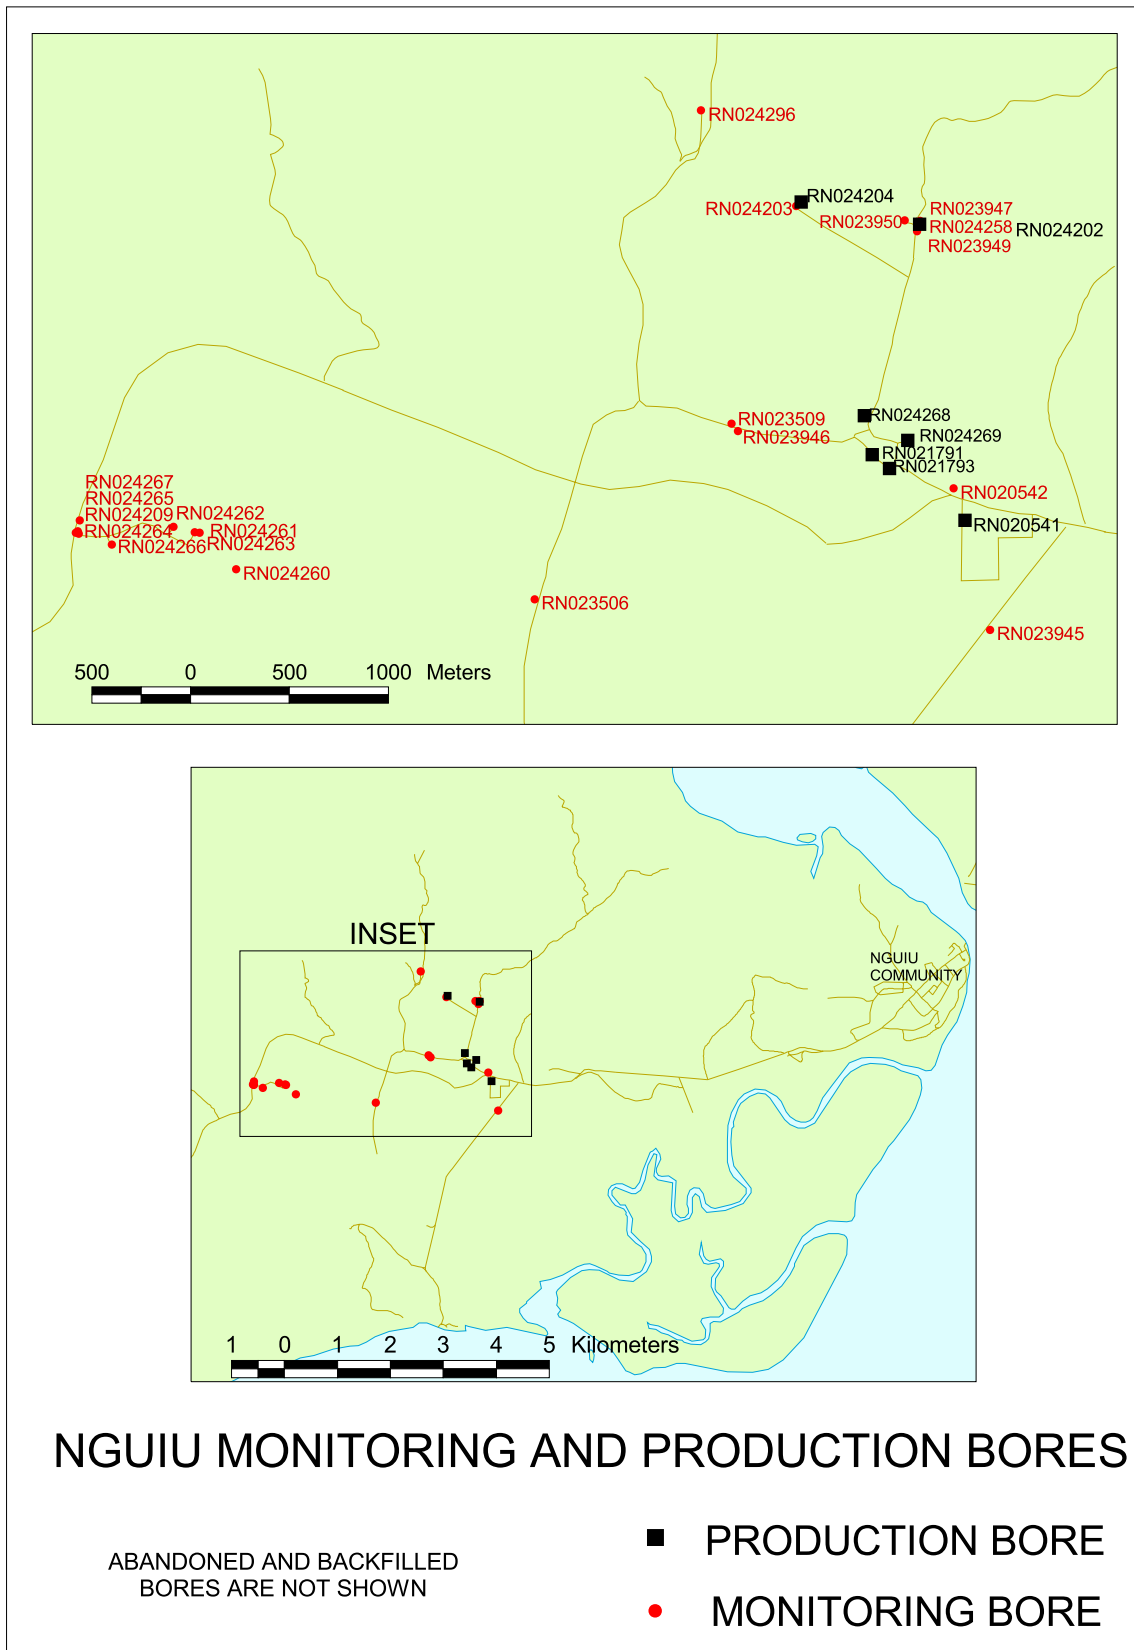 RN024296
RN024204
RN024203
RN023947
RN023950
RN024258
RN024202
RN023949
RN024268
RN023509
RN023946
RN024269
RN021791
RN021793
RN024267
RN024265
RN024209
RN024262
RN024264
RN024261
RN024266
RN024263
RN024260
RN020542
RN020541
RN023506
RN023945
500 0 500 1000 Meters
INSET
NGUIU
COMMUNITY
1 0 1 2 3 4 5 Kilometers
NGUIU MONITORING AND PRODUCTION BORES
PRODUCTION BORE
ABANDONED AND BACKFILLED
BORES ARE NOT SHOWN
MONITORING BORE